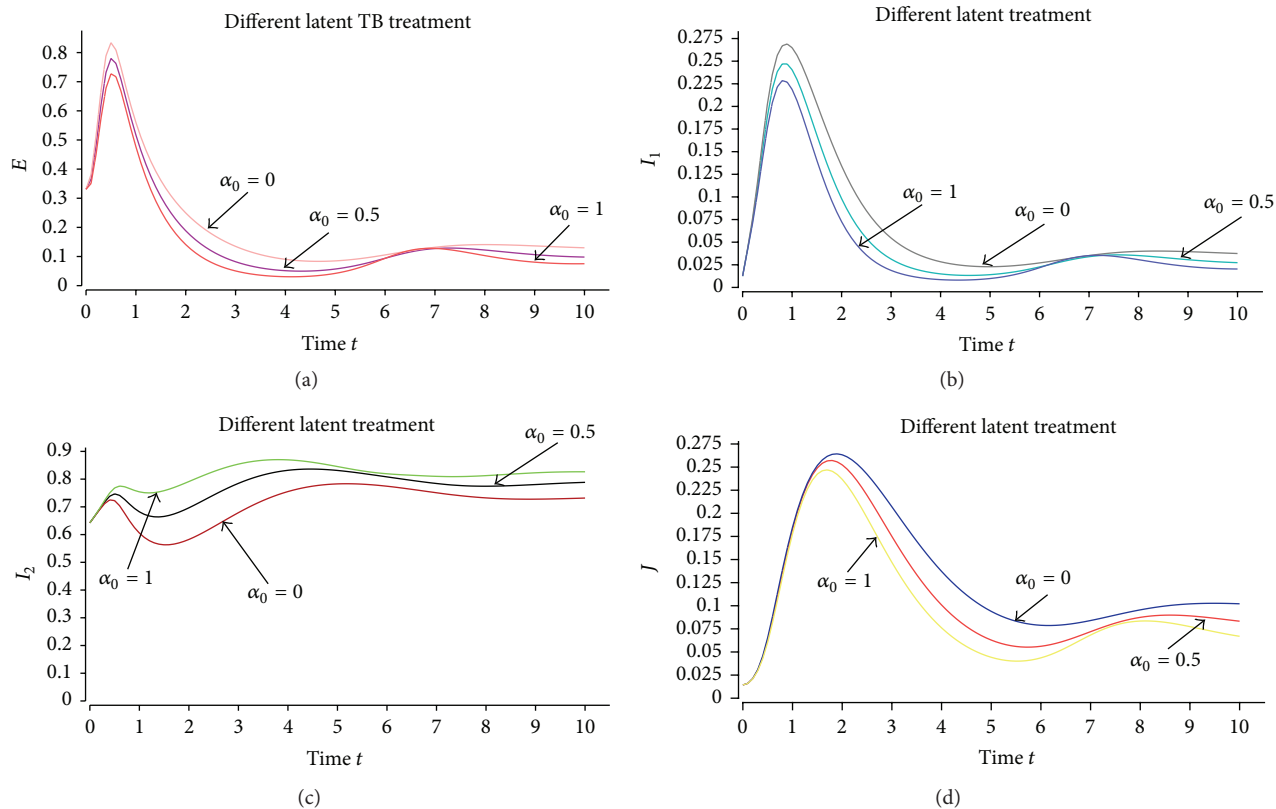 Different latent TB treatment
0.8
0.7
0.6
0.5
0.4
0.3
0.2
0.1
0
E
α₀ = 0
α₀ = 0.5
α₀ = 1
0 1 2 3 4 5 6 7 8 9 10
Time t
(a)
Different latent treatment
0.275
0.25
0.225
0.2
0.175
0.15
0.125
0.1
0.075
0.05
0.025
0
I₁
α₀ = 1
α₀ = 0
α₀ = 0.5
0 1 2 3 4 5 6 7 8 9 10
Time t
(b)
Different latent treatment
0.9
0.8
0.7
0.6
0.5
0.4
0.3
0.2
0.1
0
I₂
α₀ = 0.5
α₀ = 1
α₀ = 0
0 1 2 3 4 5 6 7 8 9 10
Time t
(c)
Different latent treatment
0.275
0.25
0.225
0.2
0.175
0.15
0.125
0.1
0.075
0.05
0.025
0
J
α₀ = 1
α₀ = 0
α₀ = 0.5
0 1 2 3 4 5 6 7 8 9 10
Time t
(d)